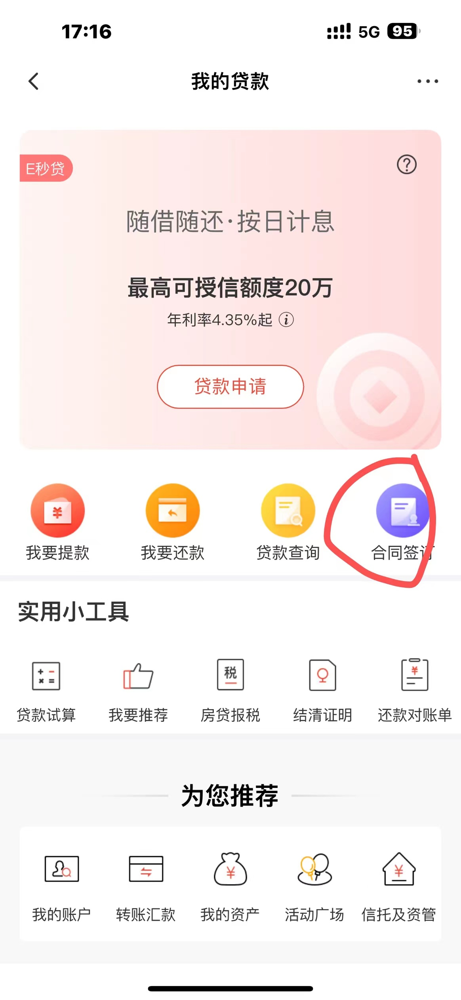 17:16 5G 95
我的贷款
E秒贷
随借随还·按日计息
最高可授信额度20万
年利率4.35%起
贷款申请
我要提款 我要还款 贷款查询 合同签订
实用小工具
税
贷款试算 我要推荐 房贷报税 结清证明 还款对账单
为您推荐
我的账户 转账汇款 我的资产 活动广场 信托及资管